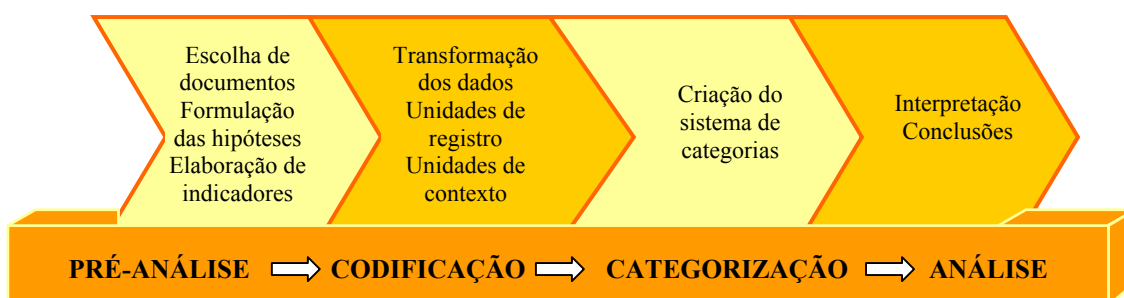 Escolha de
documentos
Formulação
das hipóteses
Elaboração de
indicadores
Transformação
dos dados
Unidades de
registro
Unidades de
contexto
Criação do
sistema de
categorias
Interpretação
Conclusões
PRÉ-ANÁLISE CODIFICAÇÃO CATEGORIZAÇÃO ANÁLISE